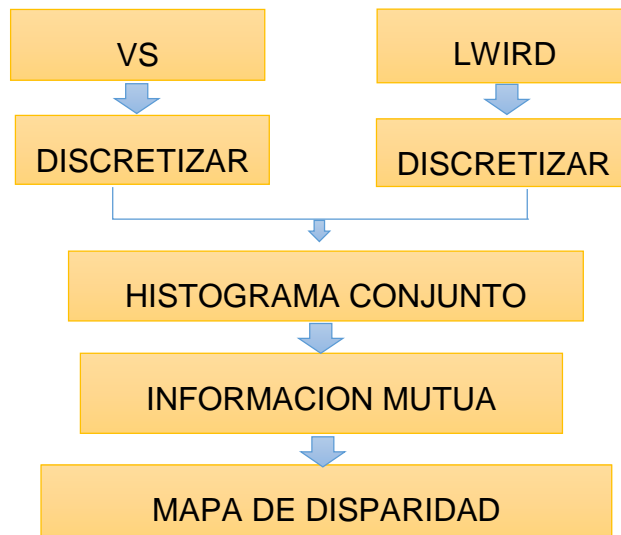 VS
LWIRD
DISCRETIZAR
DISCRETIZAR
HISTOGRAMA CONJUNTO
INFORMACION MUTUA
MAPA DE DISPARIDAD